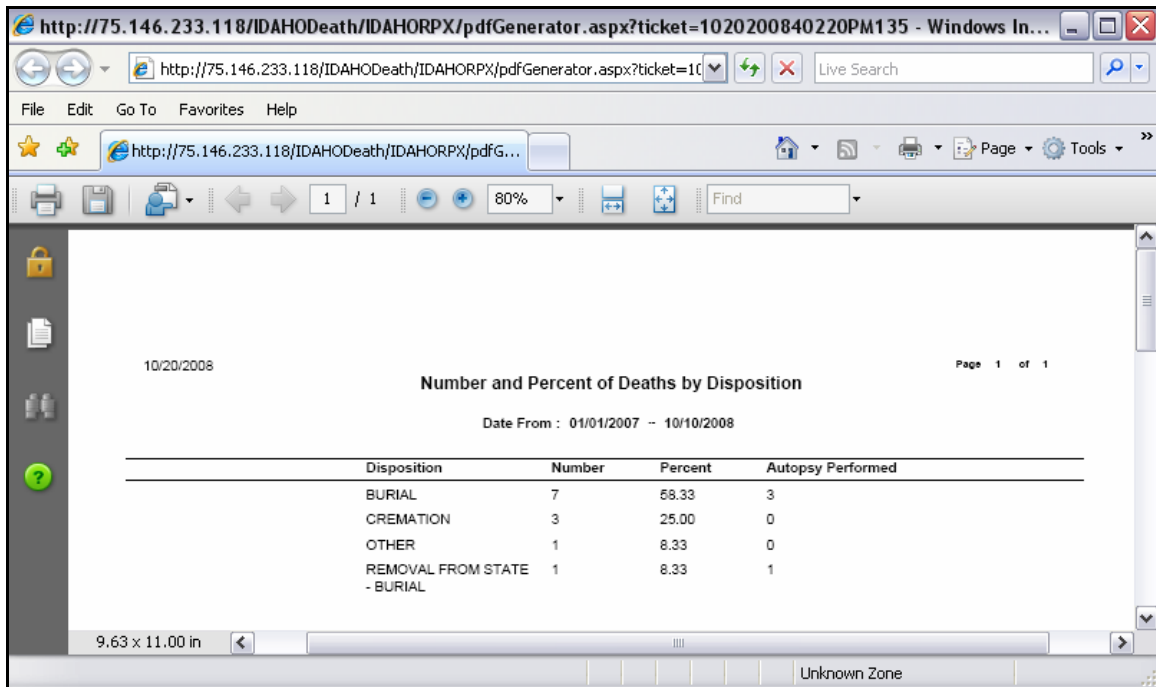 http://75.146.233.118/IDAHODeath/IDAHORPX/pdfGenerator.aspx?ticket=1020200840220PM135 - Windows In...
http://75.146.233.118/IDAHODeath/IDAHORPX/pdfGenerator.aspx?ticket=10 Live Search
File Edit Go To Favorites Help
http://75.146.233.118/IDAHODeath/IDAHORPX/pdfG... Page Tools »
1 / 1 80% Find
10/20/2008 Page 1 of 1
Number and Percent of Deaths by Disposition
Date From : 01/01/2007 -- 10/10/2008
Disposition Number Percent Autopsy Performed
BURIAL 7 58.33 3
CREMATION 3 25.00 0
OTHER 1 8.33 0
REMOVAL FROM STATE 1 8.33 1
- BURIAL
9.63 x 11.00 in
Unknown Zone